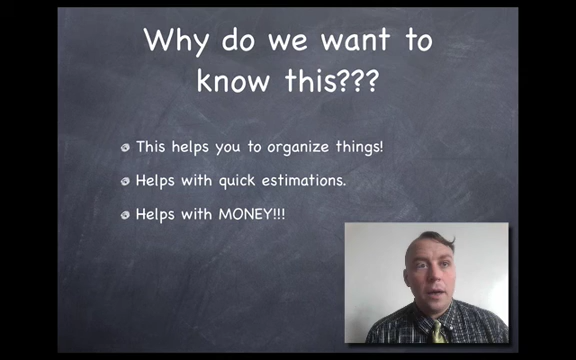 Why do we want to
know this???
This helps you to organize things!
Helps with quick estimations.
Helps with MONEY!!!